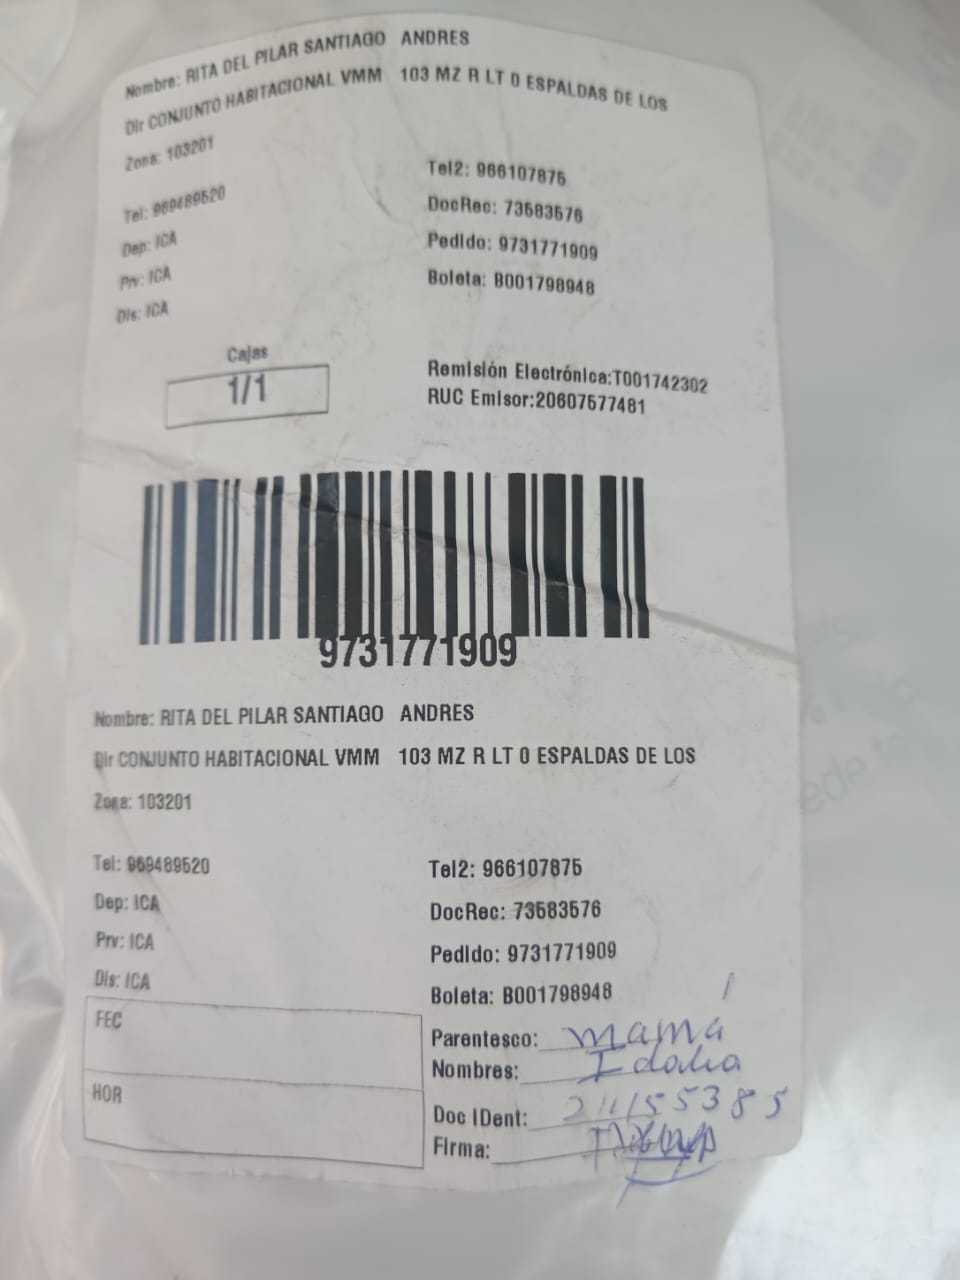 Nombre: RITA DEL PILAR SANTIAGO ANDRES
Dir CONJUNTO HABITACIONAL VMM 103 MZ R LT 0 ESPALDAS DE LOS
Zona: 103201
Tel: 969489520 Tel2: 966107875
DocRec: 73583576
Dep: ICA Pedido: 9731771909
Prv: ICA Boleta: B001798948
Dis: ICA
Cajas
1/1
Remisión Electrónica:T001742302
RUC Emisor:20607577481
9731771909
Nombre: RITA DEL PILAR SANTIAGO ANDRES
Dir CONJUNTO HABITACIONAL VMM 103 MZ R LT 0 ESPALDAS DE LOS
Zona: 103201
Tel: 969489520 Tel2: 966107875
Dep: ICA DocRec: 73583576
Prv: ICA Pedido: 9731771909
Dis: ICA Boleta: B001798948
FEC Parentesco: mamá
Nombres: Idalia
HOR Doc IDent:
Firma: